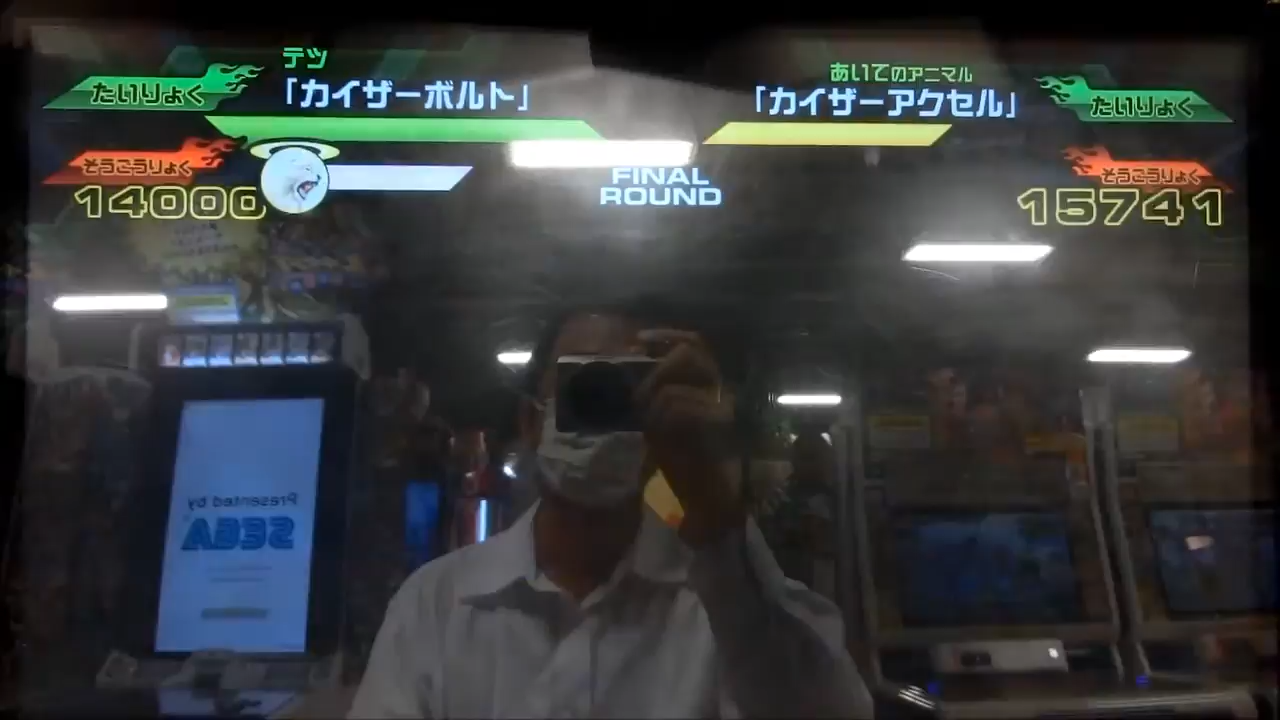 テツ
たいりょく
「カイザーボルト」
そうこうりょく
14000
FINAL
ROUND
あいてのアニマル
「カイザーアクセル」
たいりょく
そうこうりょく
15741
Presented by
SEGA